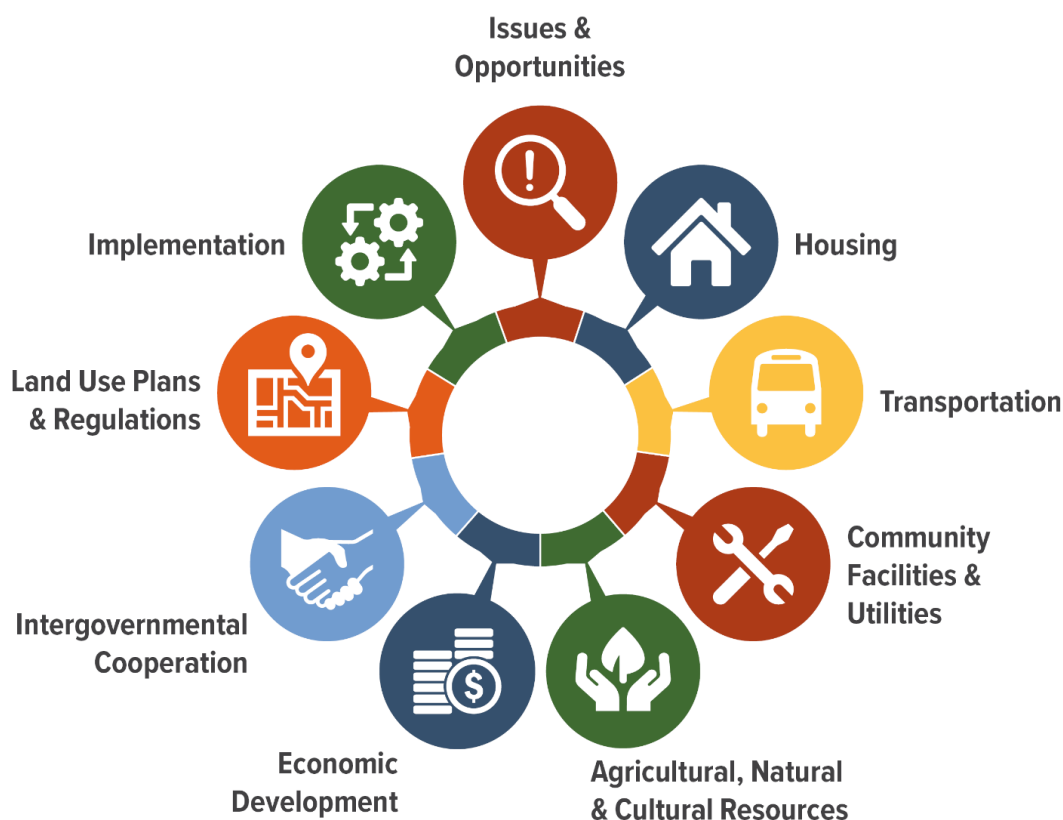 Issues &
Opportunities
Housing
Transportation
Community
Facilities &
Utilities
Agricultural, Natural
& Cultural Resources
Economic
Development
Intergovernmental
Cooperation
Land Use Plans
& Regulations
Implementation
!
$